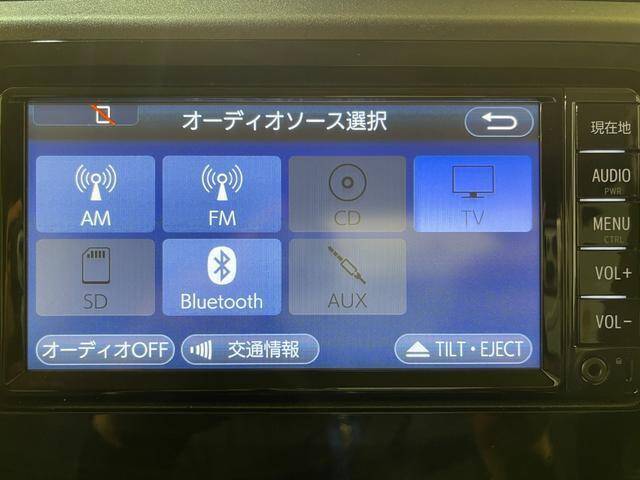 オーディオソース選択
AM
FM
CD
TV
SD
Bluetooth
AUX
オーディオOFF
交通情報
TILT・EJECT
現在地
AUDIO
PWR
MENU
CTRL
VOL+
VOL-